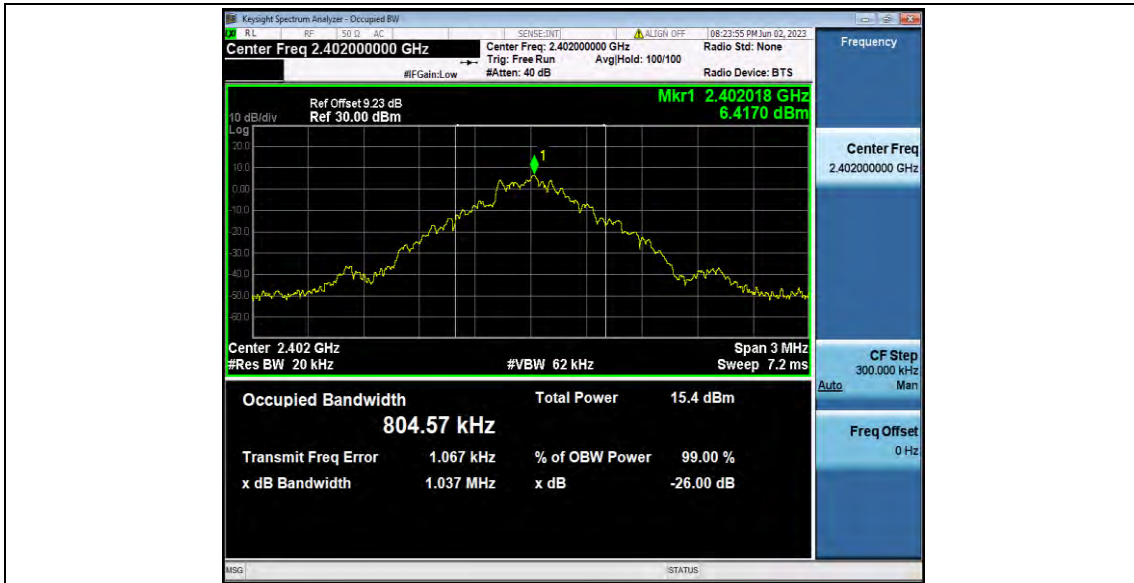 Keysight Spectrum Analyzer - Occupied BW
RL RF 50 Ω AC SENSE:INT ALIGN OFF 08:23:55 PM Jun 02, 2023
Center Freq 2.402000000 GHz
Center Freq: 2.402000000 GHz
Radio Std: None
Trig: Free Run Avg|Hold: 100/100
#IFGain:Low #Atten: 40 dB Radio Device: BTS
Frequency
Mkr1 2.402018 GHz
6.4170 dBm
Ref Offset 9.23 dB
10 dB/div Ref 30.00 dBm
Log
20.0
10.0
0.00
-10.0
-20.0
-30.0
-40.0
-50.0
-60.0
1
Center 2.402 GHz Span 3 MHz
#Res BW 20 kHz #VBW 62 kHz Sweep 7.2 ms
Occupied Bandwidth Total Power 15.4 dBm
804.57 kHz
Transmit Freq Error 1.067 kHz % of OBW Power 99.00 %
x dB Bandwidth 1.037 MHz x dB -26.00 dB
Center Freq
2.402000000 GHz
CF Step
300.000 kHz
Auto Man
Freq Offset
0 Hz
MSG STATUS